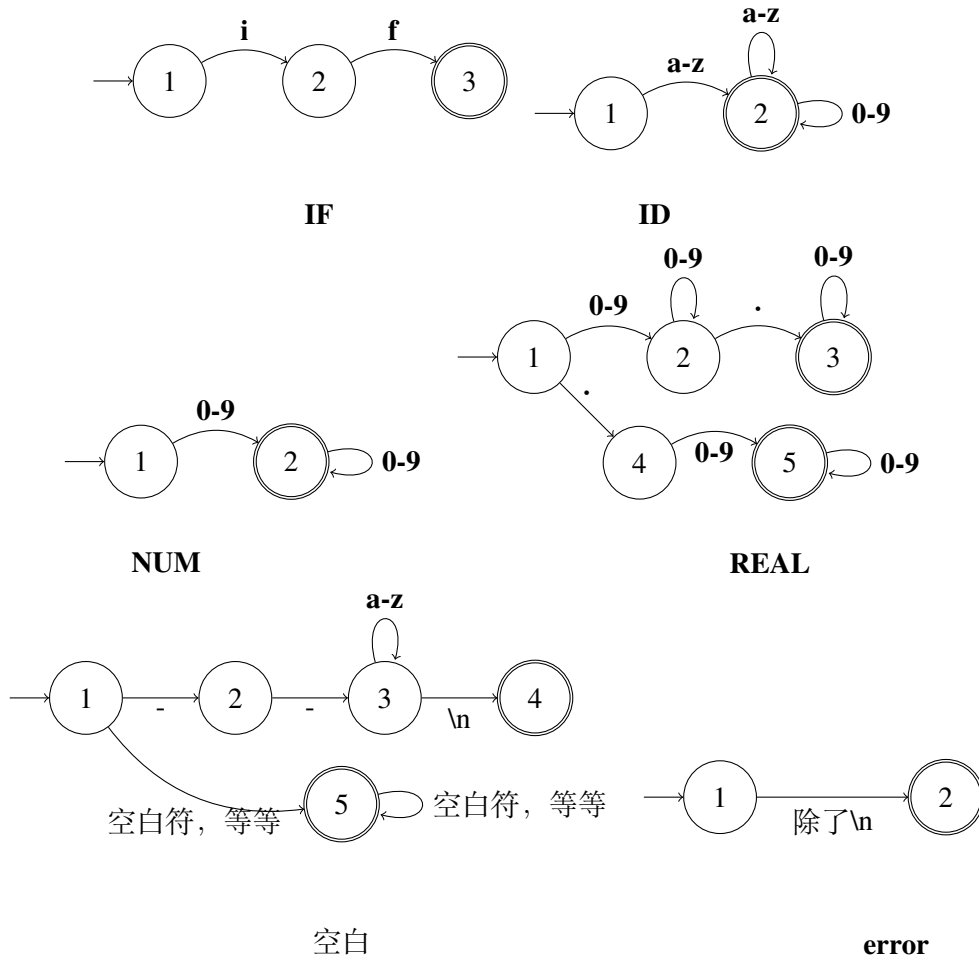 i f
1 2 3
a-z
a-z
1 2 0-9
IF ID
0-9 0-9
0-9 .
1 2 3
.
0-9
1 2 0-9
4 0-9 5 0-9
NUM REAL
a-z
1 - 2 - 3 \n 4
空白符，等等 5 空白符，等等
1 除了\n 2
空白 error